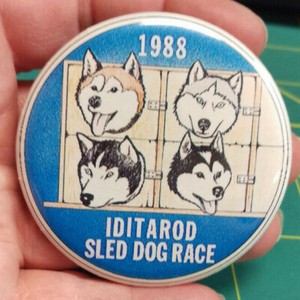 1988
IDITAROD
SLED DOG RACE